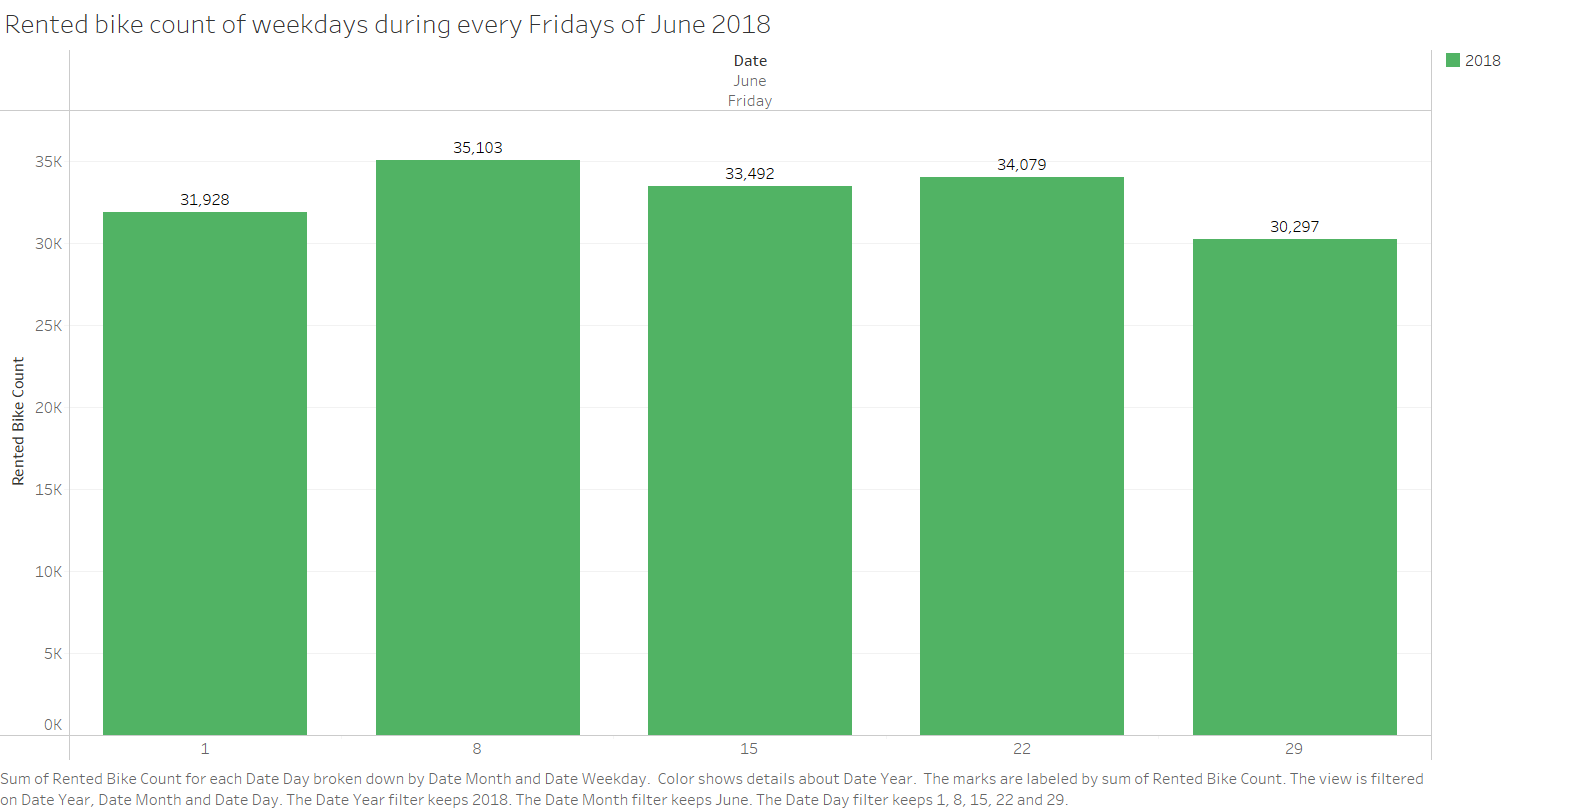 Rented bike count of weekdays during every Fridays of June 2018
Date
June
Friday
2018
35K
30K
25K
20K
15K
10K
5K
0K
Rented Bike Count
31,928
35,103
33,492
34,079
30,297
1
8
15
22
29
Sum of Rented Bike Count for each Date Day broken down by Date Month and Date Weekday.  Color shows details about Date Year.  The marks are labeled by sum of Rented Bike Count. The view is filtered
on Date Year, Date Month and Date Day. The Date Year filter keeps 2018. The Date Month filter keeps June. The Date Day filter keeps 1, 8, 15, 22 and 29.